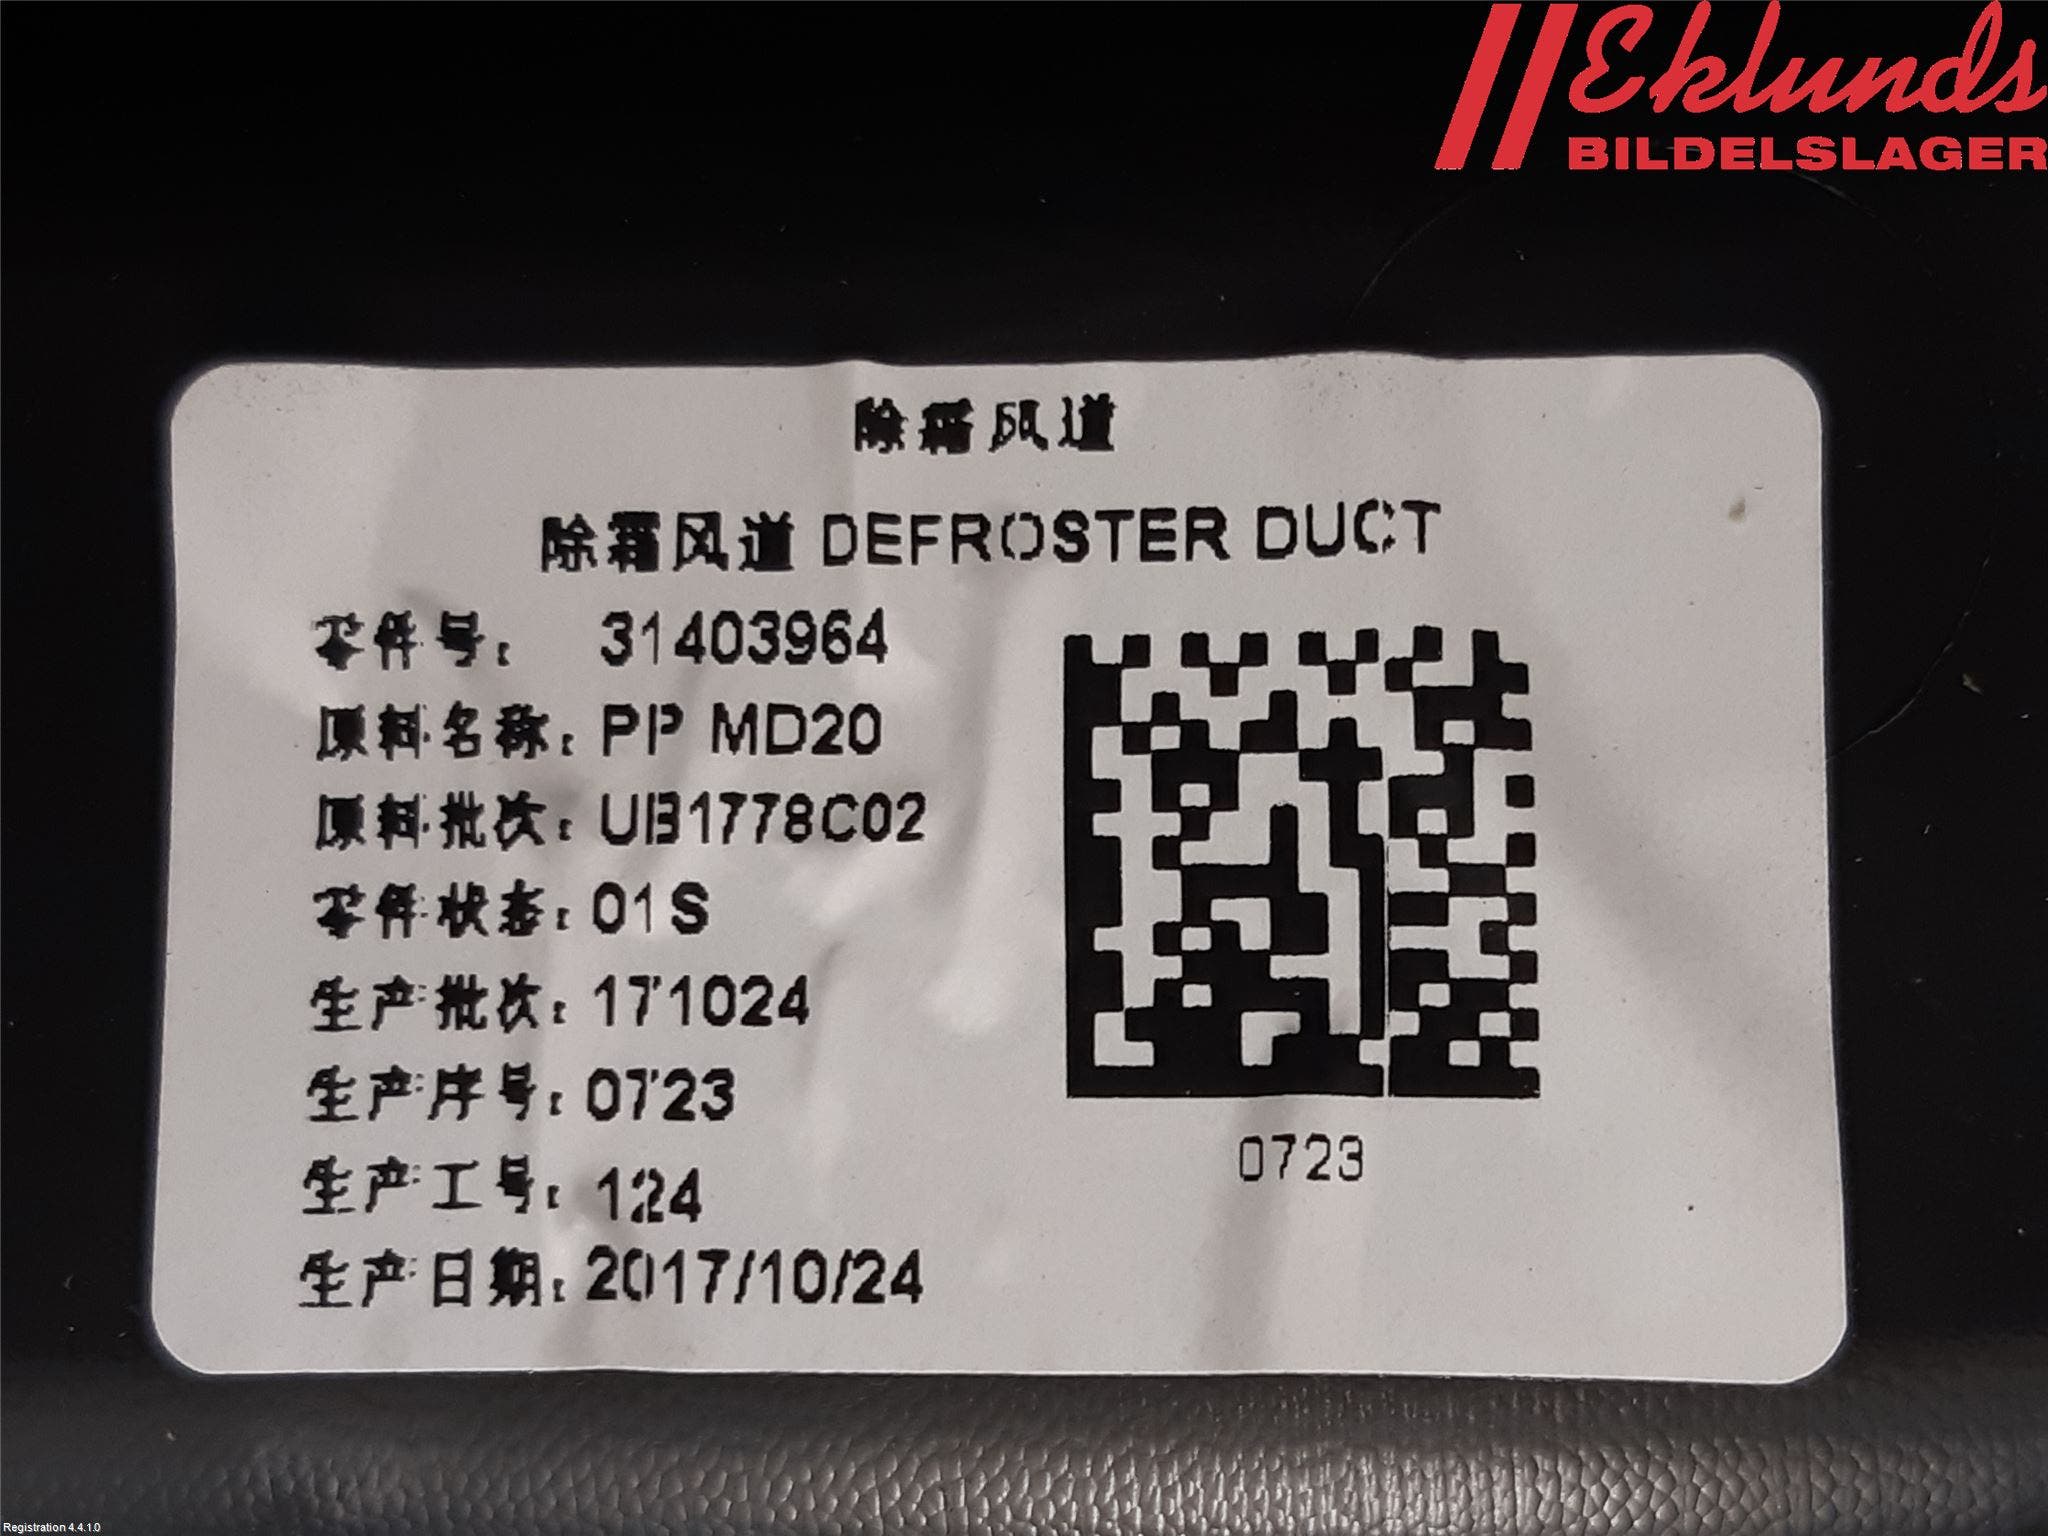 Eklunds
BILDELSLAGER
除霜风道
除霜风道 DEFROSTER DUCT
零件号: 31403964
原料名称: PP MD20
原料批次: UB1778C02
零件状态: 01S
生产批次: 171024
生产序号: 0723
生产工号: 124
生产日期: 2017/10/24
0723
Registration 4.4.1.0